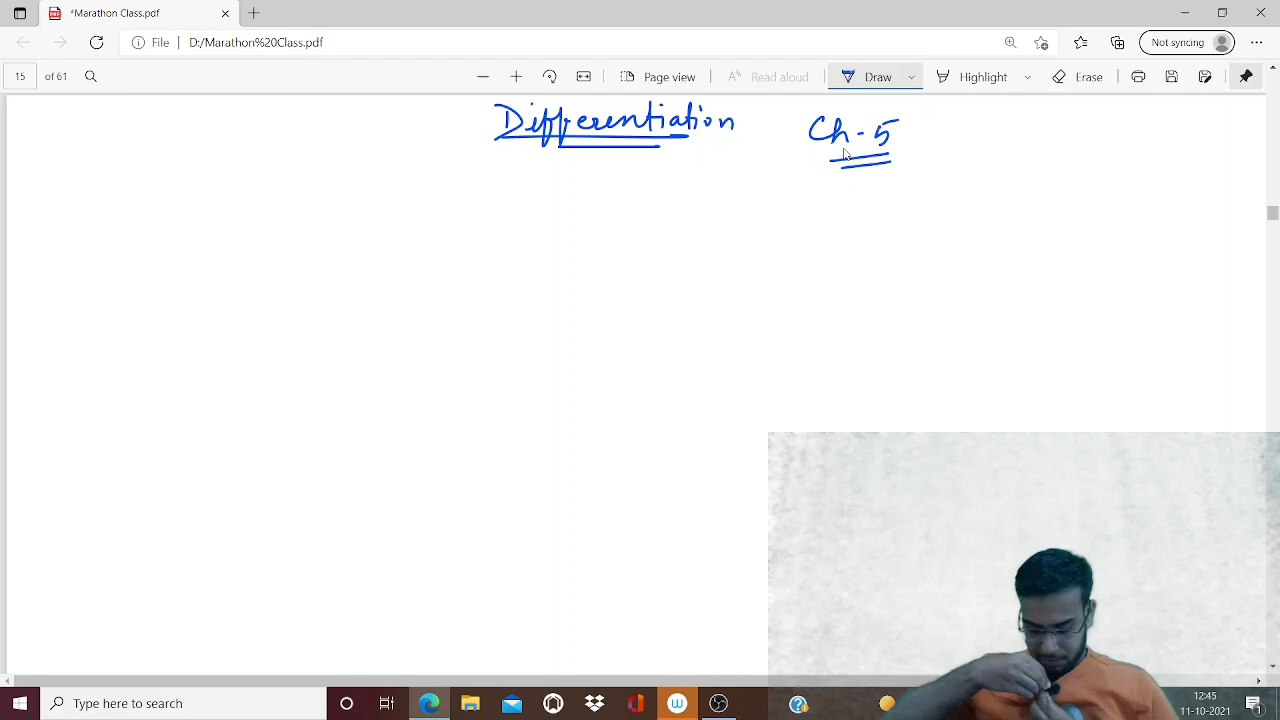 *Marathon Class.pdf
File | D:/Marathon%20Class.pdf
Not syncing
15 of 61
Page view
Read aloud
Draw
Highlight
Erase
Differentiation Ch-5
Type here to search
12:45
11-10-2021